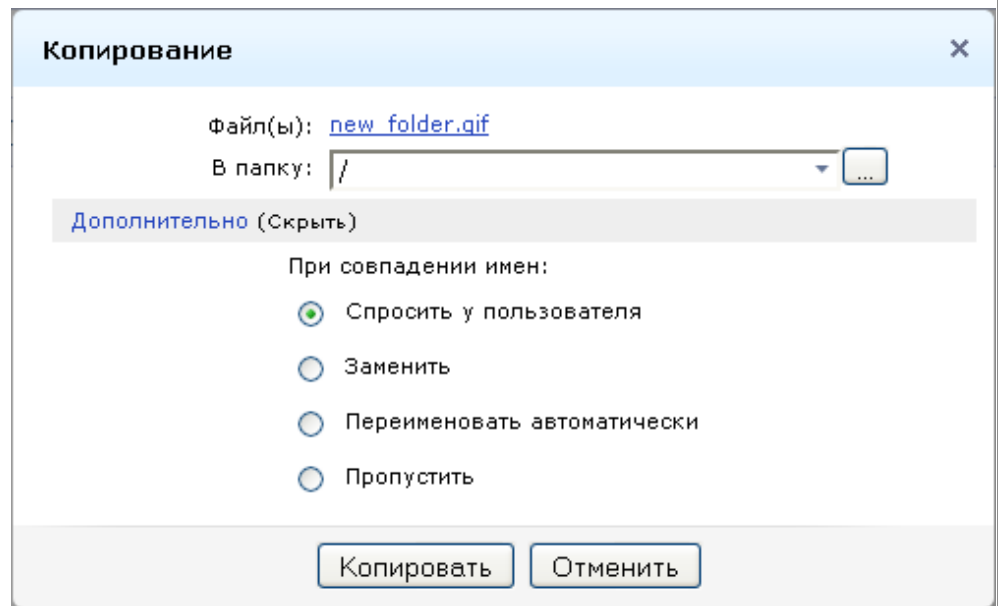 Копирование
Файл(ы): new_folder.gif
В папку: / ...
Дополнительно (Скрыть)
При совпадении имен:
Спросить у пользователя
Заменить
Переименовать автоматически
Пропустить
Копировать Отменить